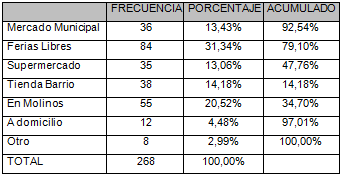 FRECUENCIA PORCENTAJE ACUMULADO
Mercado Municipal 36 13,43% 92,54%
Ferias Libres 84 31,34% 79,10%
Supermercado 35 13,06% 47,76%
Tienda Barrio 38 14,18% 14,18%
En Molinos 55 20,52% 34,70%
A domicilio 12 4,48% 97,01%
Otro 8 2,99% 100,00%
TOTAL 268 100,00%